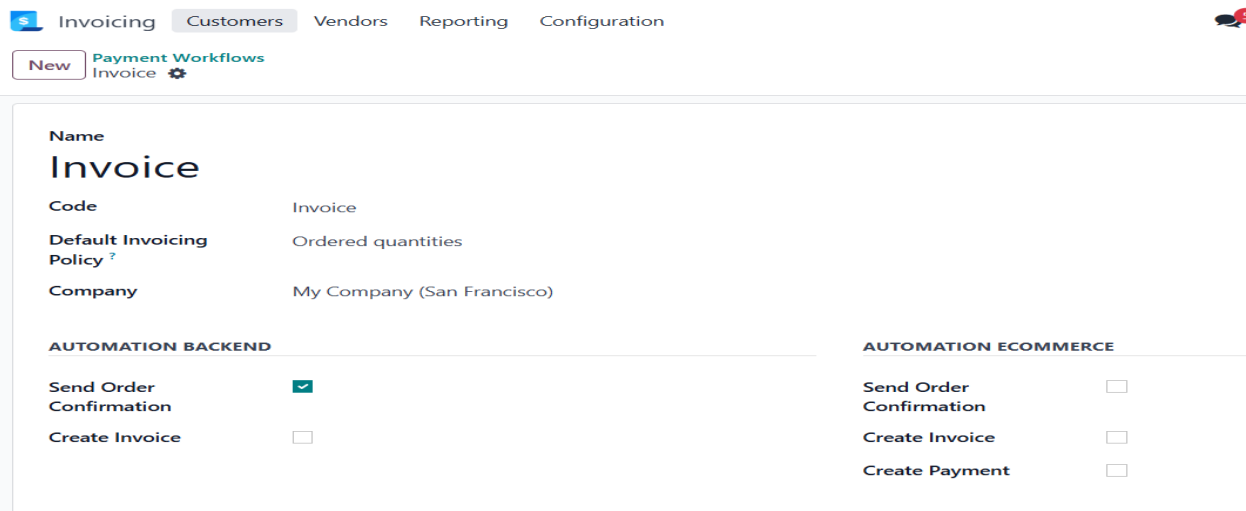 Invoicing Customers Vendors Reporting Configuration
New
Payment Workflows
Invoice
Name
Invoice
Code Invoice
Default Invoicing Ordered quantities
Policy ?
Company My Company (San Francisco)
AUTOMATION BACKEND
Send Order
Confirmation
Create Invoice
AUTOMATION ECOMMERCE
Send Order
Confirmation
Create Invoice
Create Payment